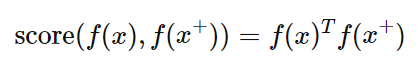 score(f(x), f(x⁺)) = f(x)ᵀf(x⁺)